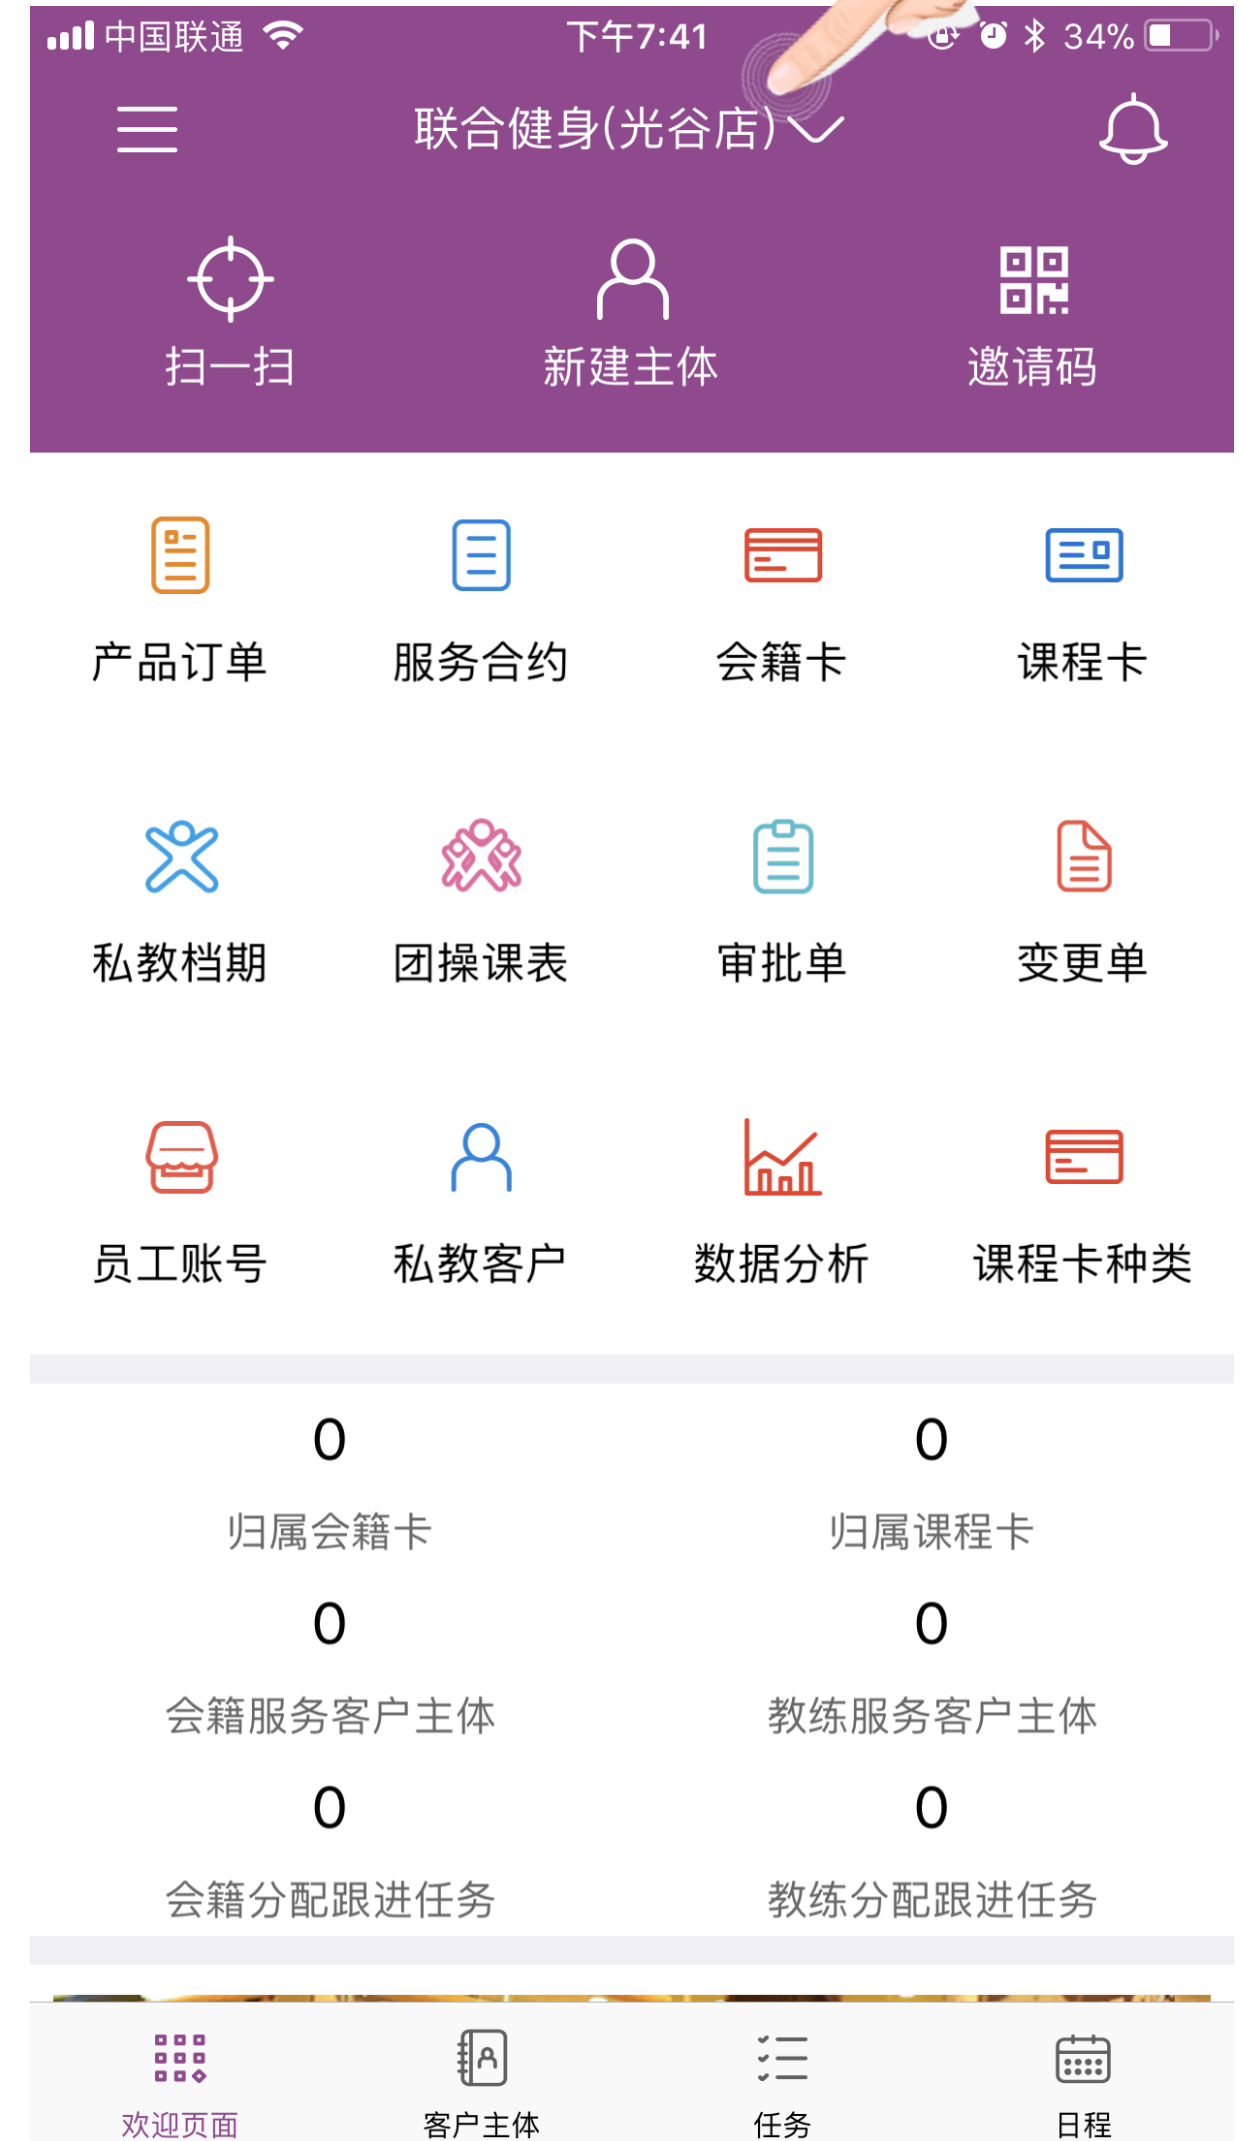 中国联通 下午7:41 34%
联合健身(光谷店)
扫一扫 新建主体 邀请码
产品订单 服务合约 会籍卡 课程卡
私教档期 团操课表 审批单 变更单
员工账号 私教客户 数据分析 课程卡种类
0 0
归属会籍卡 归属课程卡
0 0
会籍服务客户主体 教练服务客户主体
0 0
会籍分配跟进任务 教练分配跟进任务
欢迎页面 客户主体 任务 日程